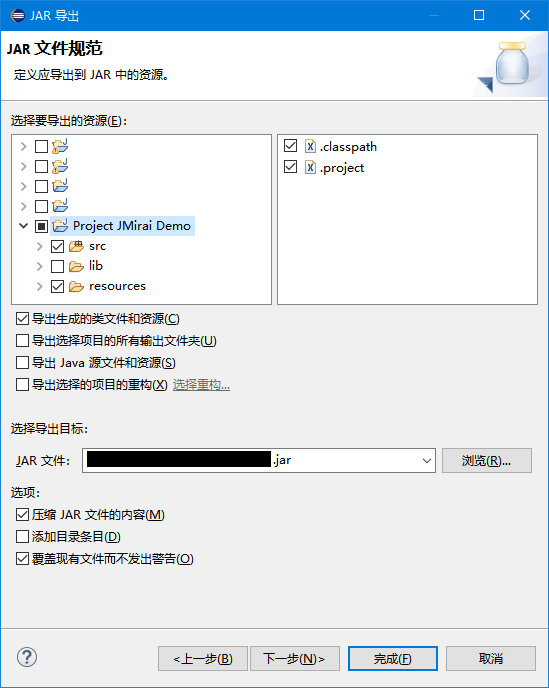 JAR 导出
JAR 文件规范
定义应导出到 JAR 中的资源。
选择要导出的资源(E):
Project JMirai Demo
src
lib
resources
.classpath
.project
导出生成的类文件和资源(C)
导出选择项目的所有输出文件夹(U)
导出 Java 源文件和资源(S)
导出选择的项目的重构(X) 选择重构...
选择导出目标:
JAR 文件: .jar 浏览(R)...
选项:
压缩 JAR 文件的内容(M)
添加目录条目(D)
覆盖现有文件而不发出警告(O)
? <上一步(B) 下一步(N)> 完成(F) 取消